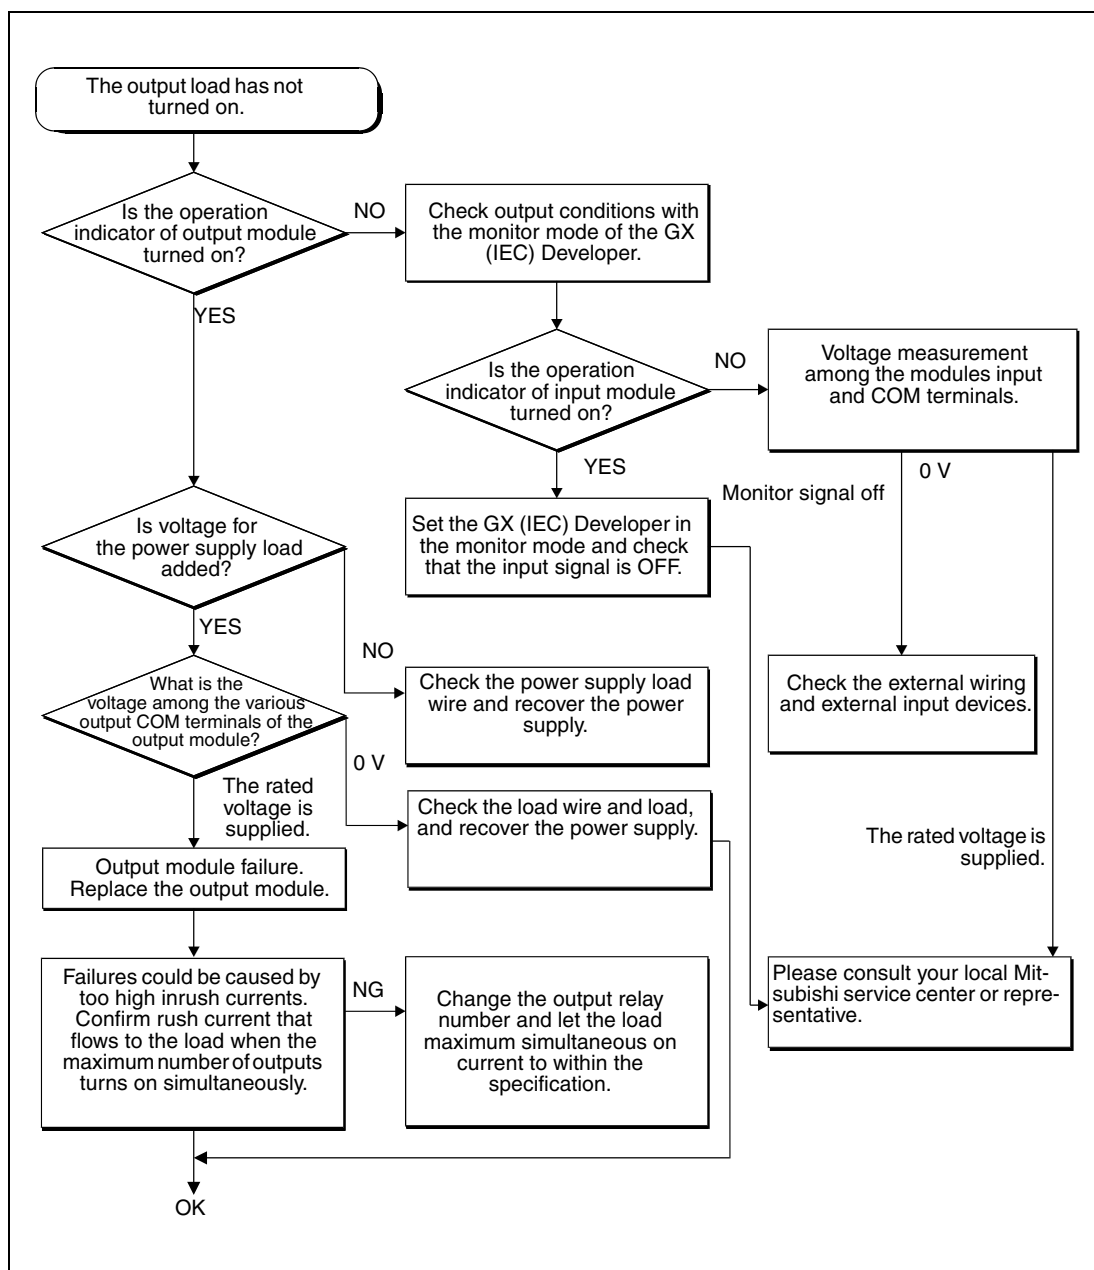 The output load has not
turned on.
Is the operation
indicator of output module
turned on?
NO
Check output conditions with
the monitor mode of the GX
(IEC) Developer.
YES
Is the operation
indicator of input module
turned on?
NO
Voltage measurement
among the modules input
and COM terminals.
YES
Monitor signal off
0 V
Set the GX (IEC) Developer in
the monitor mode and check
that the input signal is OFF.
Is voltage for
the power supply load
added?
YES
NO
Check the power supply load
wire and recover the power
supply.
Check the external wiring
and external input devices.
What is the
voltage among the various
output COM terminals of the
output module?
0 V
The rated
voltage is
supplied.
Check the load wire and load,
and recover the power supply.
The rated voltage is
supplied.
Output module failure.
Replace the output module.
Failures could be caused by
too high inrush currents.
Confirm rush current that
flows to the load when the
maximum number of outputs
turns on simultaneously.
NG
Change the output relay
number and let the load
maximum simultaneous on
current to within the
specification.
Please consult your local Mit-
subishi service center or repre-
sentative.
OK